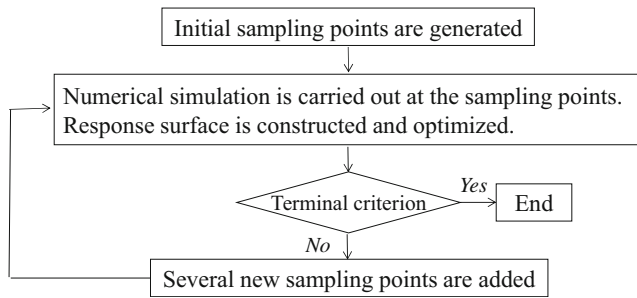 Initial sampling points are generated
Numerical simulation is carried out at the sampling points.
Response surface is constructed and optimized.
Terminal criterion
Yes
End
No
Several new sampling points are added